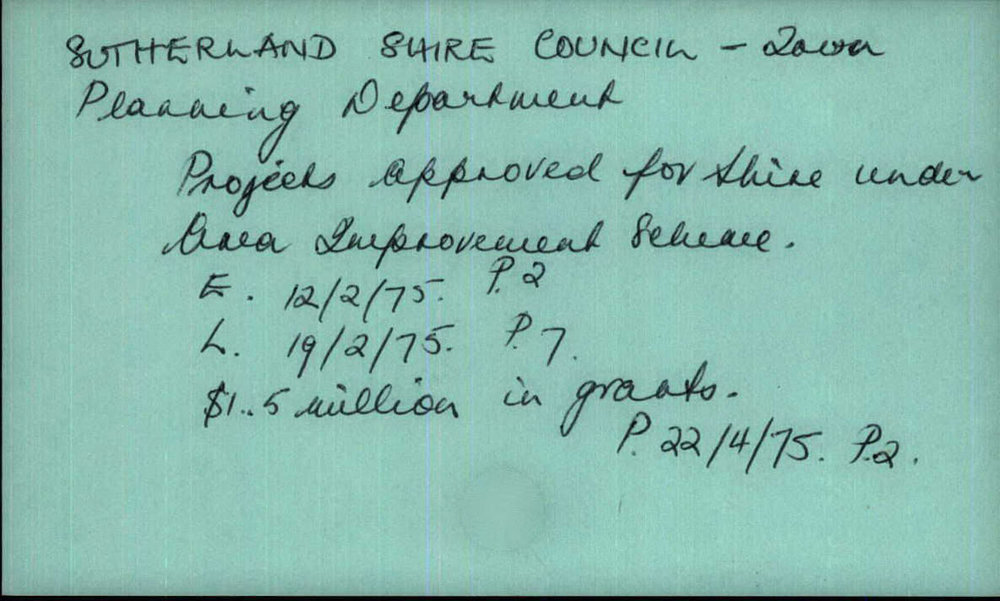 SUTHERLAND SHIRE COUNCIL - Town
Planning Department
Projects approved for shire under
Area Improvement Scheme.
E. 12/2/75. P.2
L. 19/2/75. P.7.
$1.5 million in grants.
P. 22/4/75. P.2.